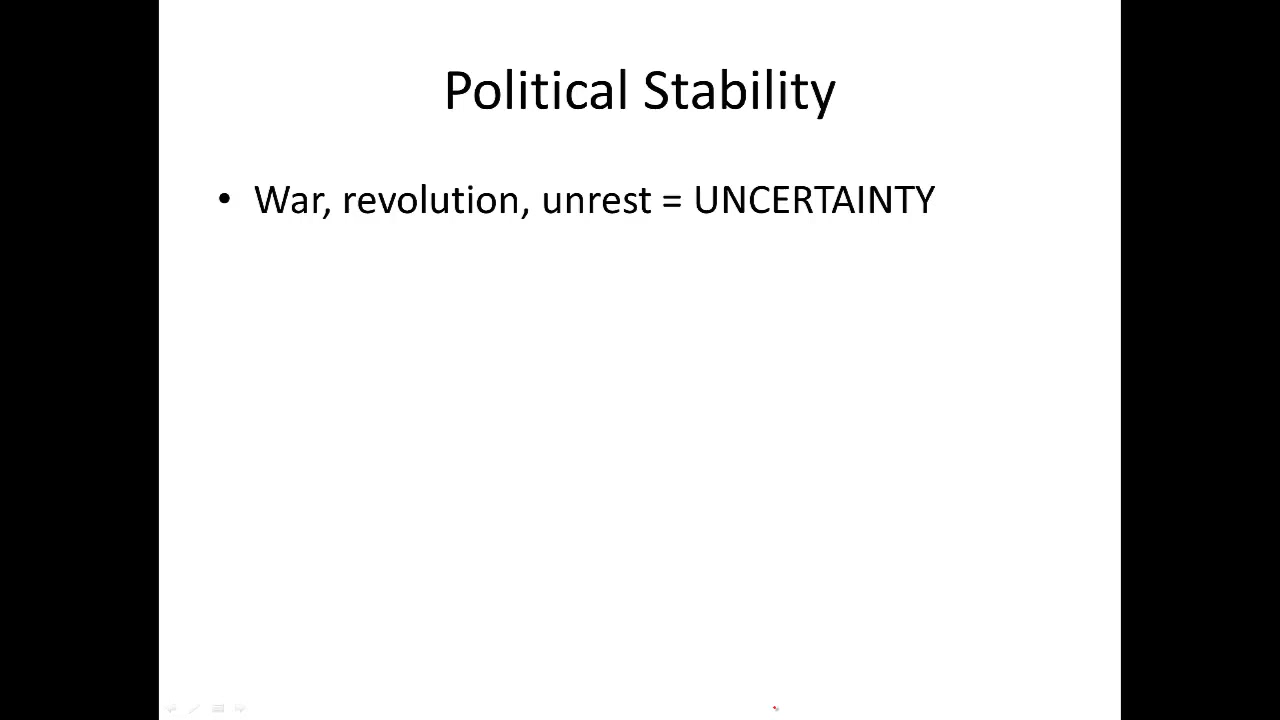 Political Stability
• War, revolution, unrest = UNCERTAINTY